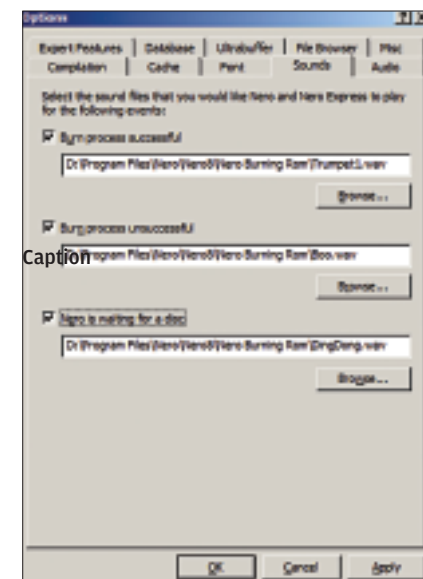 Options
Expert Features Database Ultrabuffer File Browser Misc
Compilation Cache Font Sounds Audio
Select the sound files that you would like Nero and Nero Express to play
for the following events:
Burn process successful
D:\Program Files\Nero\Nero8\Nero Burning Rom\Trumpet1.wav
Browse...
Burn process unsuccessful
Caption
\Program Files\Nero\Nero8\Nero Burning Rom\Boo.wav
Browse...
Nero is waiting for a disc
D:\Program Files\Nero\Nero8\Nero Burning Rom\DingDong.wav
Browse...
OK Cancel Apply